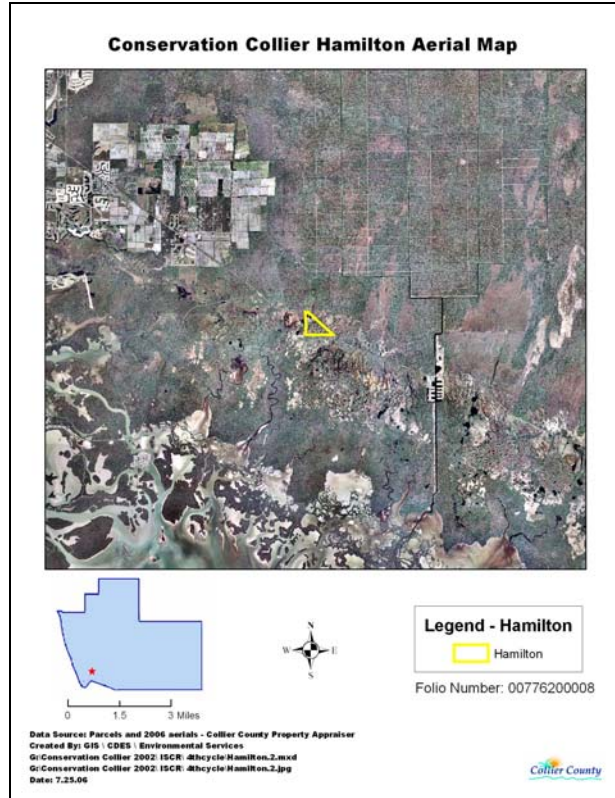 Conservation Collier Hamilton Aerial Map
N
W E
S
0 1.5 3 Miles
Legend - Hamilton
Hamilton
Folio Number: 00776200008
Data Source: Parcels and 2006 aerials - Collier County Property Appraiser
Created By: GIS \ CDES \ Environmental Services
G:\Conservation Collier 2002\ ISCR\ 4thcycle\Hamilton.2.mxd
G:\Conservation Collier 2002\ ISCR\ 4thcycle\Hamilton.2.jpg
Date: 7.25.06
Collier County